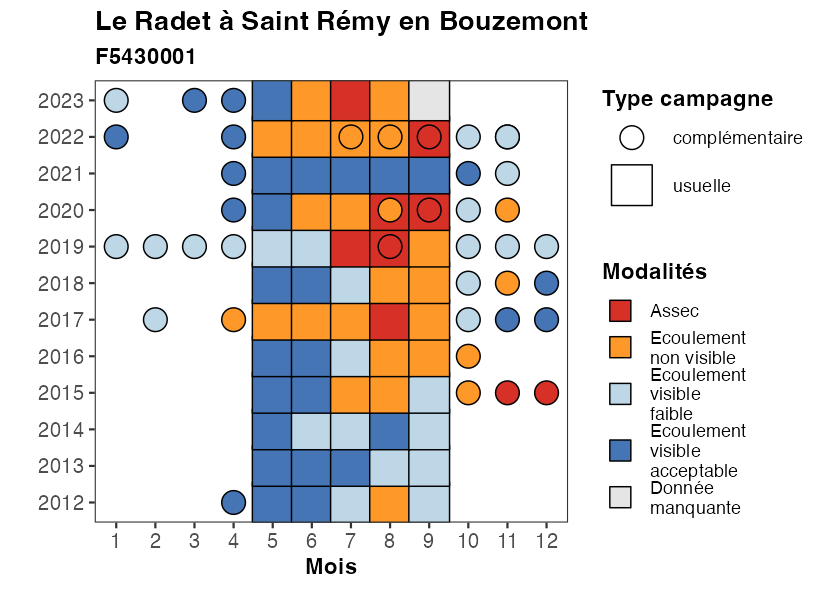 Le Radet à Saint Rémy en Bouzemont
F5430001
2023
2022
2021
2020
2019
2018
2017
2016
2015
2014
2013
2012
1 2 3 4 5 6 7 8 9 10 11 12
Mois
Type campagne
complémentaire
usuelle
Modalités
Assec
Ecoulement
non visible
Ecoulement
visible
faible
Ecoulement
visible
acceptable
Donnée
manquante